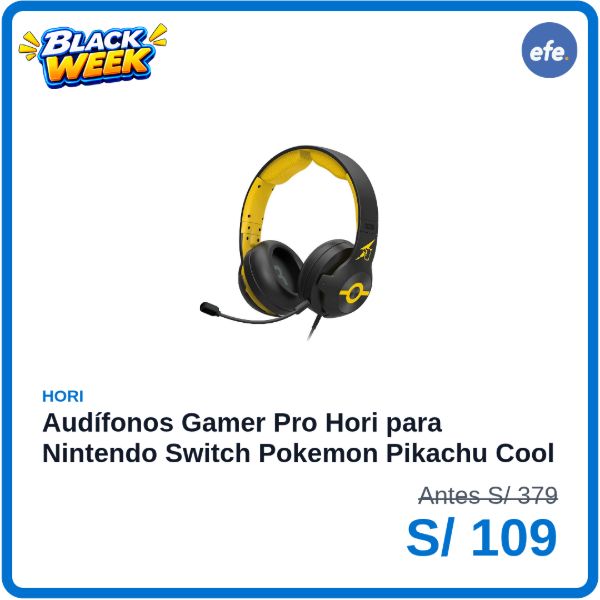 BLACK
WEEK
efe.
HORI
Audífonos Gamer Pro Hori para
Nintendo Switch Pokemon Pikachu Cool
Antes S/ 379
S/ 109